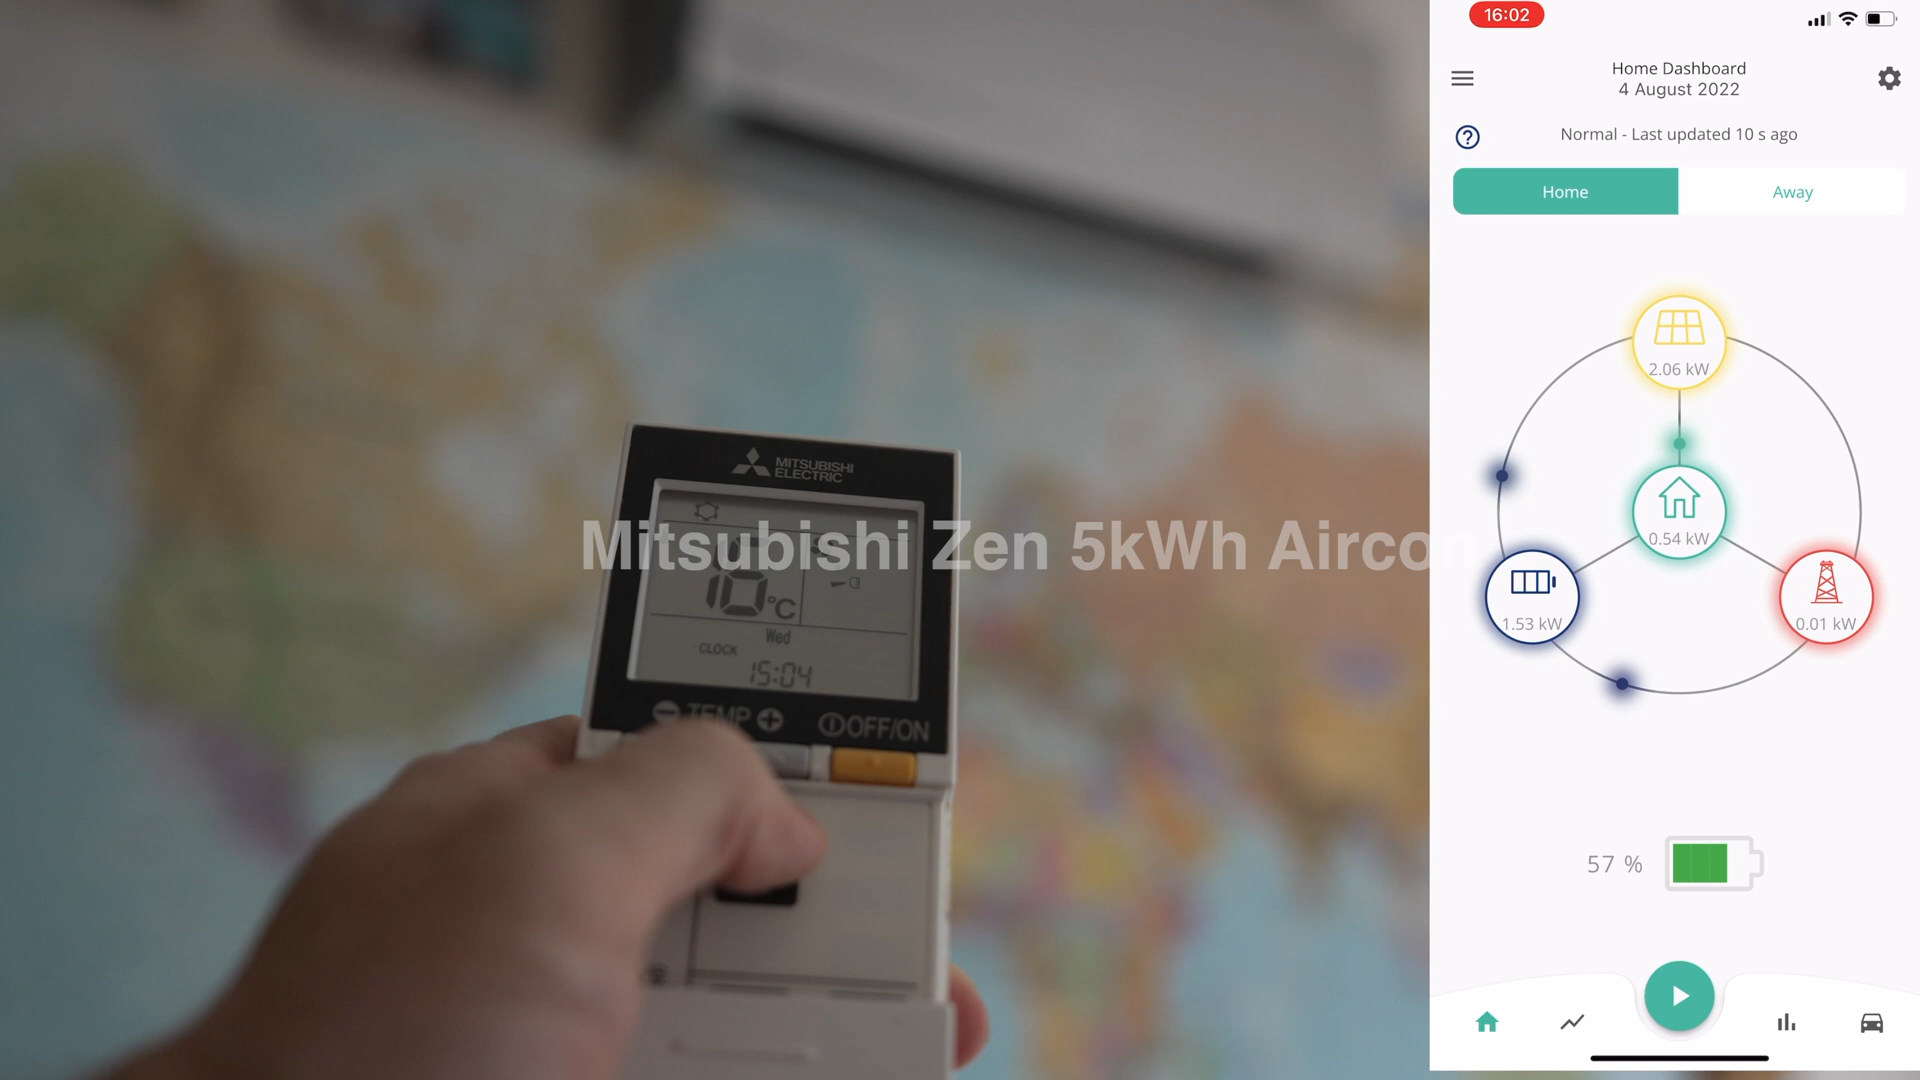 MITSUBISHI
ELECTRIC
16 °C
Wed
CLOCK
15:04
TEMP
OFF/ON
Mitsubishi Zen 5kWh Aircon
16:02
Home Dashboard
4 August 2022
Normal - Last updated 10 s ago
Home
Away
2.06 kW
0.54 kW
1.53 kW
0.01 kW
57 %